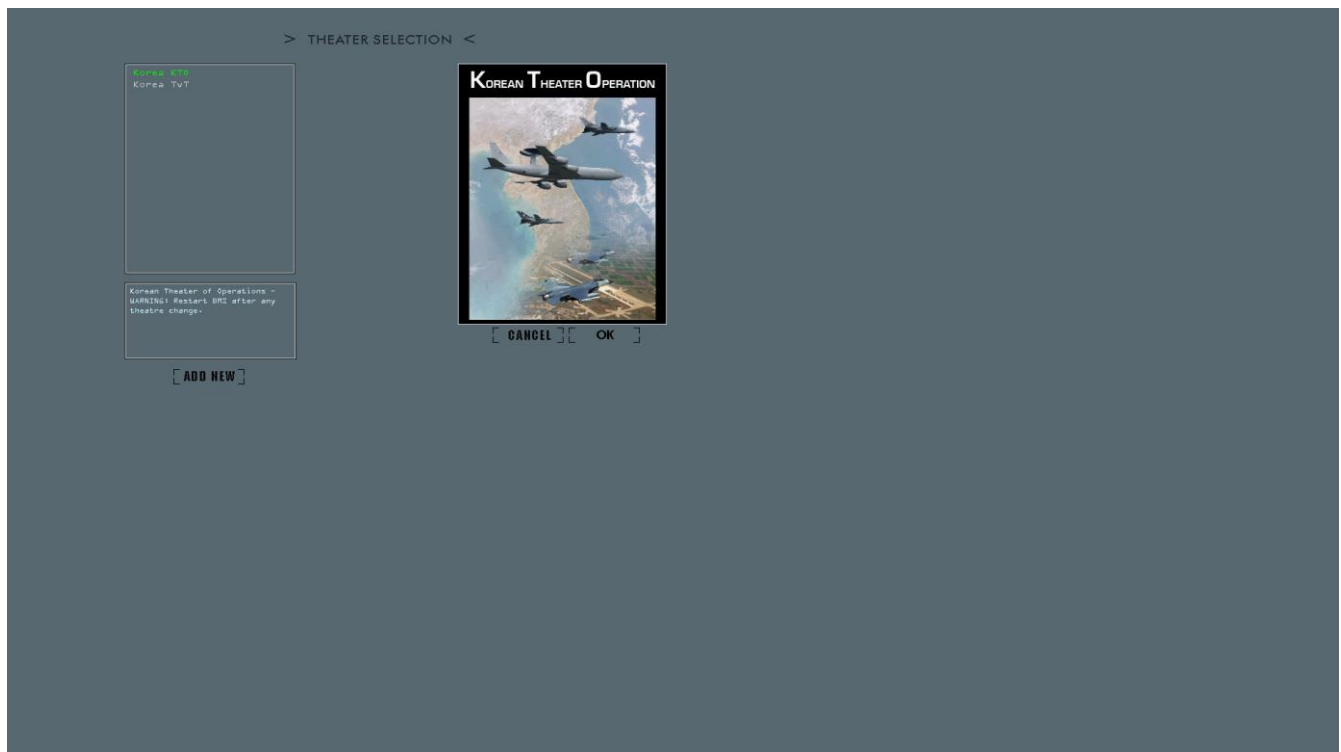 > THEATER SELECTION <
Korea KTO
Korea TvT
KOREAN THEATER OPERATION
Korean Theater of Operations -
WARNING! Restart BMS after any
theatre change.
[ CANCEL ] [ OK ]
[ ADD NEW ]